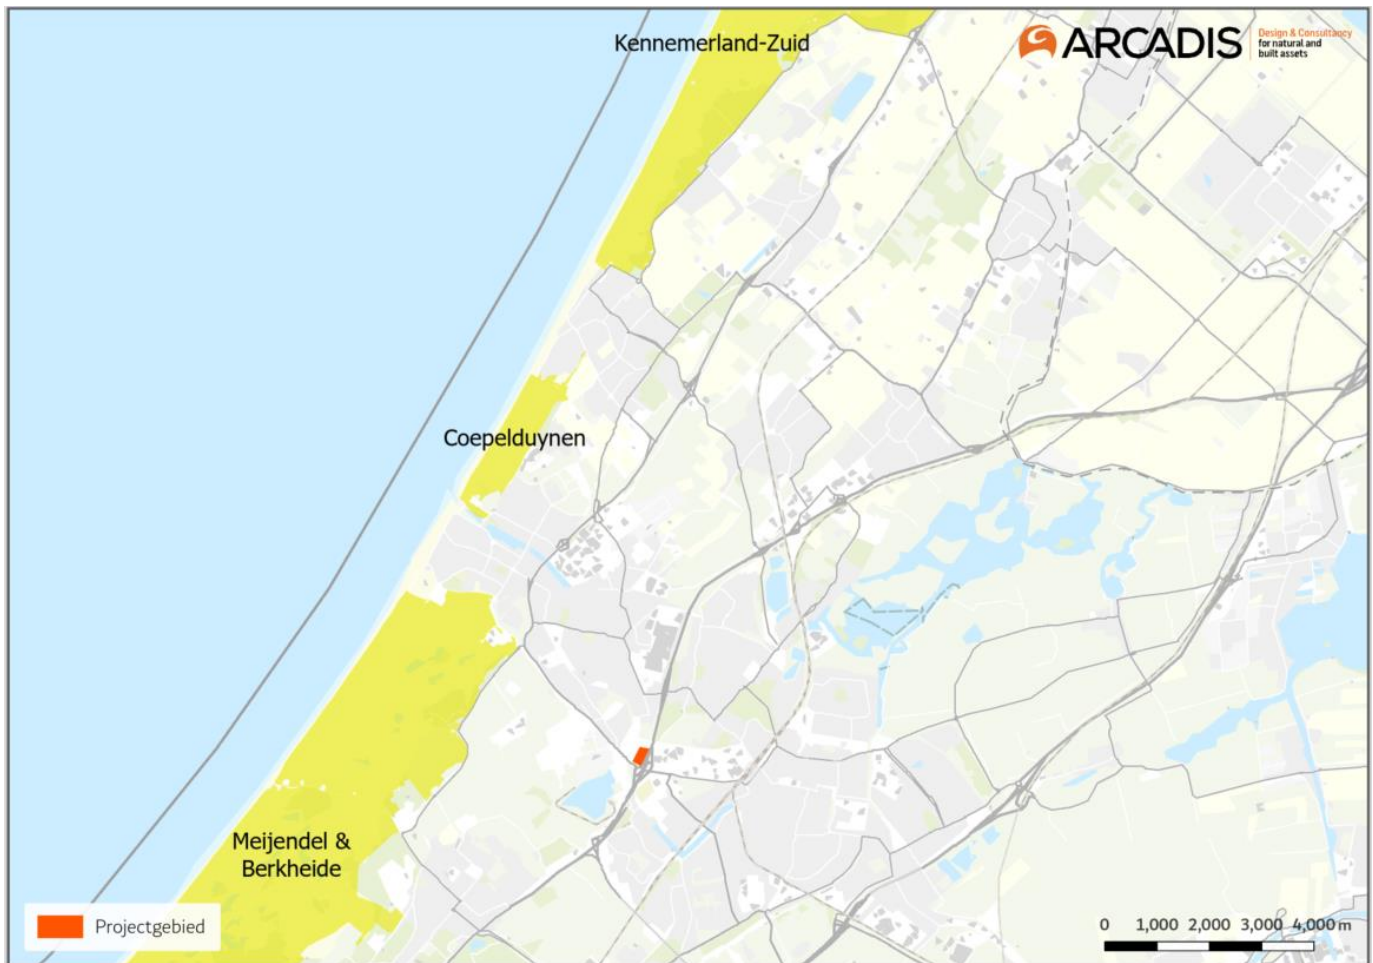 Kennemerland-Zuid
ARCADIS
Design & Consultancy
for natural and
built assets
Coepelduynen
Meijendel &
Berkheide
Projectgebied
0 1,000 2,000 3,000 4,000 m